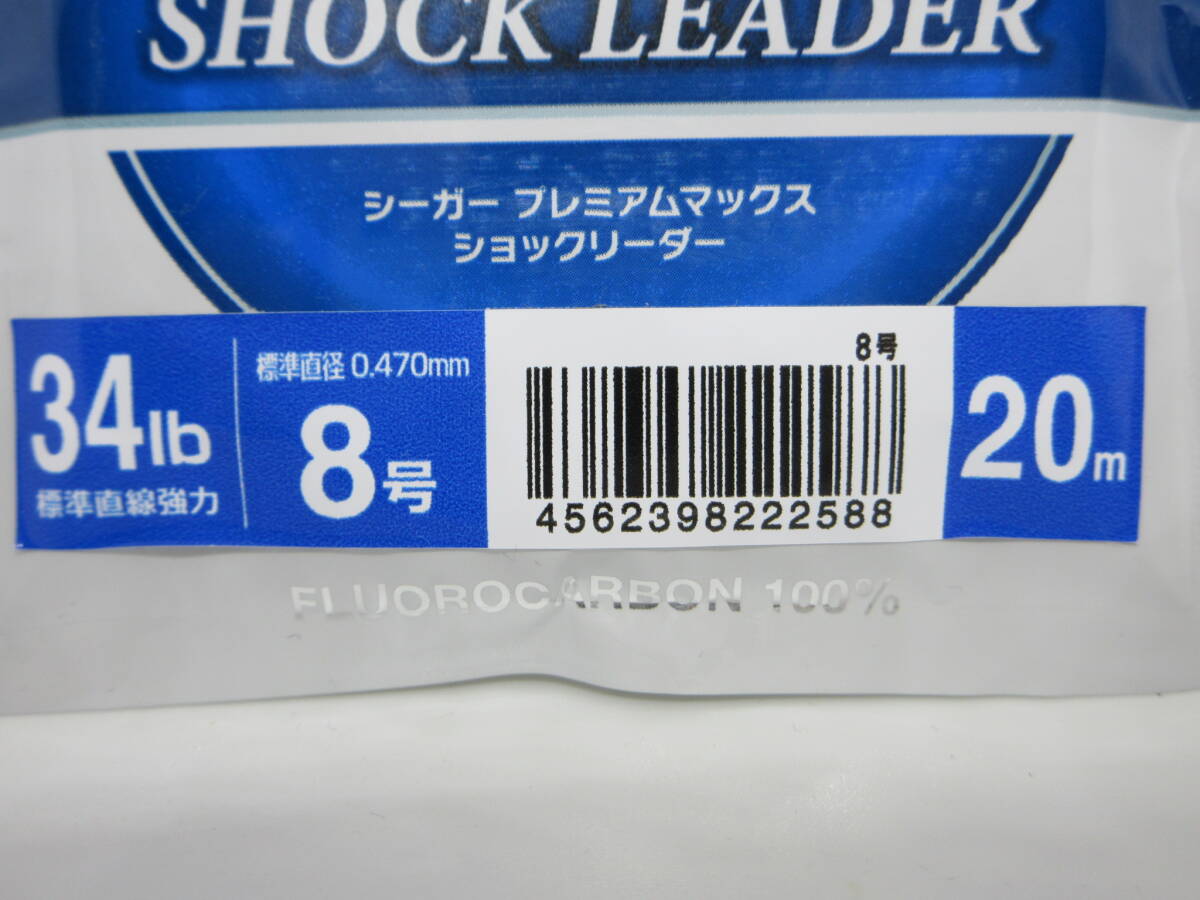 SHOCK LEADER
シーガー プレミアムマックス
ショックリーダー
34lb
標準直線強力
標準直径 0.470mm
8号
8号
4562398222588
20m
FLUOROCARBON 100%